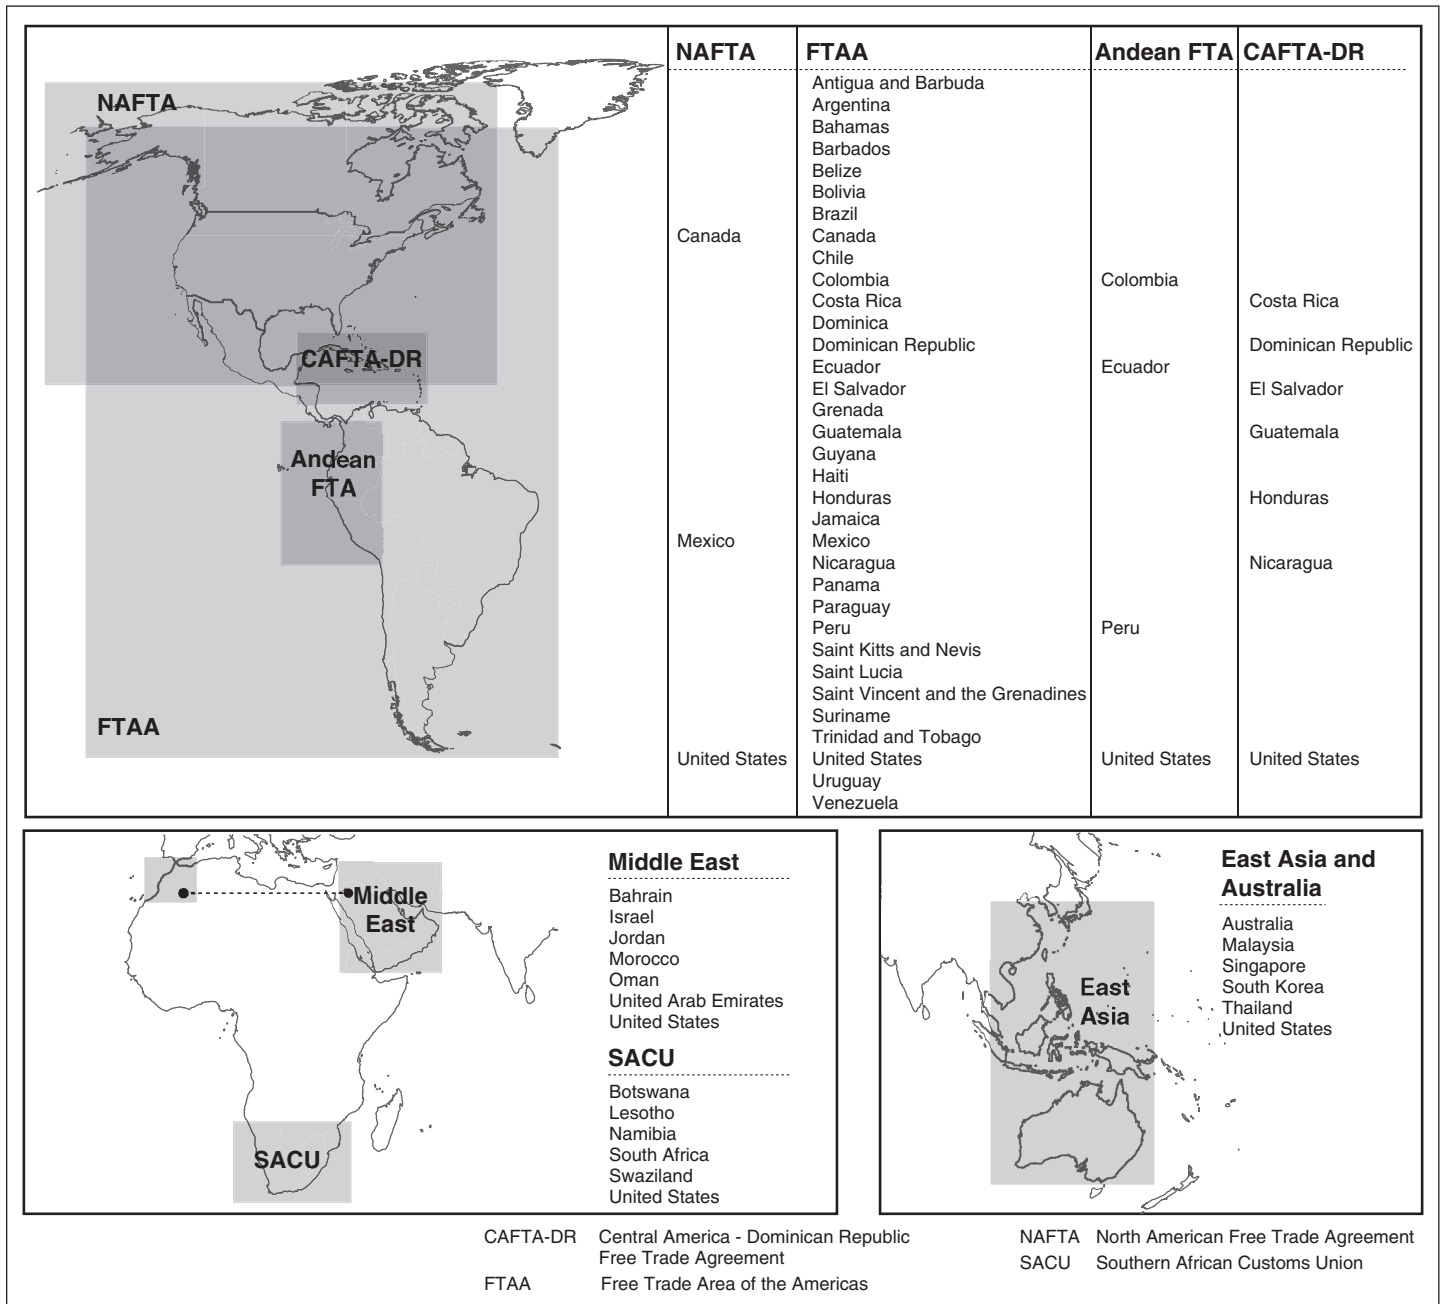 NAFTA
CAFTA-DR
Andean
FTA
FTAA
NAFTA FTAA Andean FTA CAFTA-DR
Antigua and Barbuda
Argentina
Bahamas
Barbados
Belize
Bolivia
Brazil
Canada Canada
Chile
Colombia Colombia
Costa Rica Costa Rica
Dominica
Dominican Republic Dominican Republic
Ecuador Ecuador
El Salvador El Salvador
Grenada
Guatemala Guatemala
Guyana
Haiti
Honduras Honduras
Jamaica
Mexico Mexico
Nicaragua Nicaragua
Panama
Paraguay
Peru Peru
Saint Kitts and Nevis
Saint Lucia
Saint Vincent and the Grenadines
Suriname
Trinidad and Tobago
United States United States United States United States
Uruguay
Venezuela
Middle
East
SACU
Middle East
Bahrain
Israel
Jordan
Morocco
Oman
United Arab Emirates
United States
SACU
Botswana
Lesotho
Namibia
South Africa
Swaziland
United States
East
Asia
East Asia and
Australia
Australia
Malaysia
Singapore
South Korea
Thailand
United States
CAFTA-DR Central America - Dominican Republic
Free Trade Agreement
FTAA Free Trade Area of the Americas
NAFTA North American Free Trade Agreement
SACU Southern African Customs Union